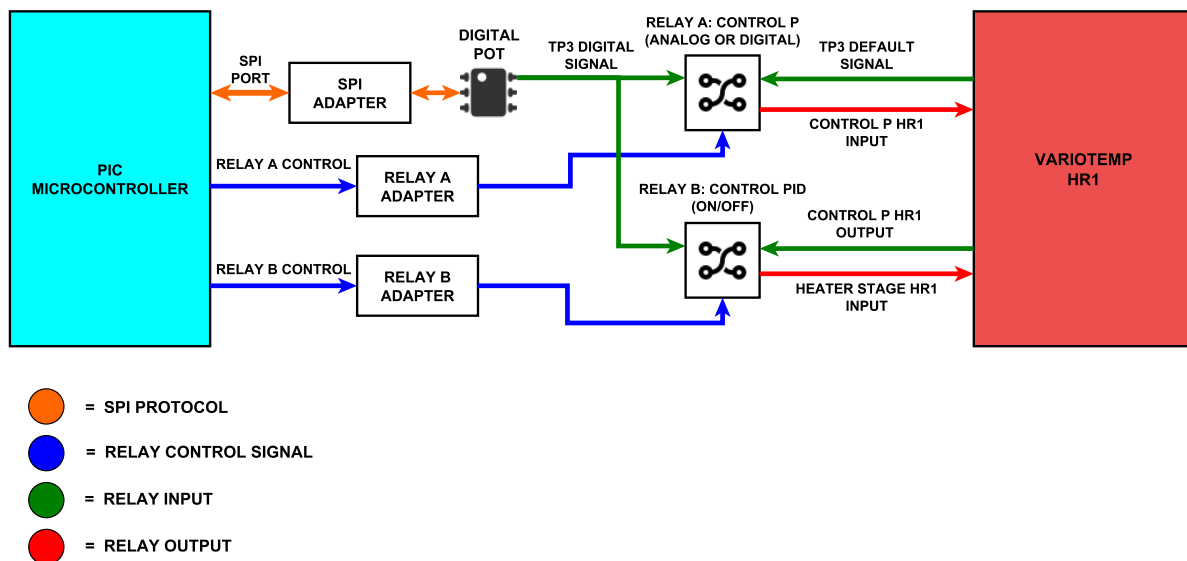 RELAY A: CONTROL P
(ANALOG OR DIGITAL)
DIGITAL
POT
TP3 DIGITAL
SIGNAL
TP3 DEFAULT
SIGNAL
SPI
PORT
SPI
ADAPTER
CONTROL P HR1
INPUT
PIC
MICROCONTROLLER
VARIOTEMP
HR1
RELAY A CONTROL
RELAY A
ADAPTER
RELAY B: CONTROL PID
(ON/OFF)
CONTROL P HR1
OUTPUT
RELAY B CONTROL
RELAY B
ADAPTER
HEATER STAGE HR1
INPUT
= SPI PROTOCOL
= RELAY CONTROL SIGNAL
= RELAY INPUT
= RELAY OUTPUT